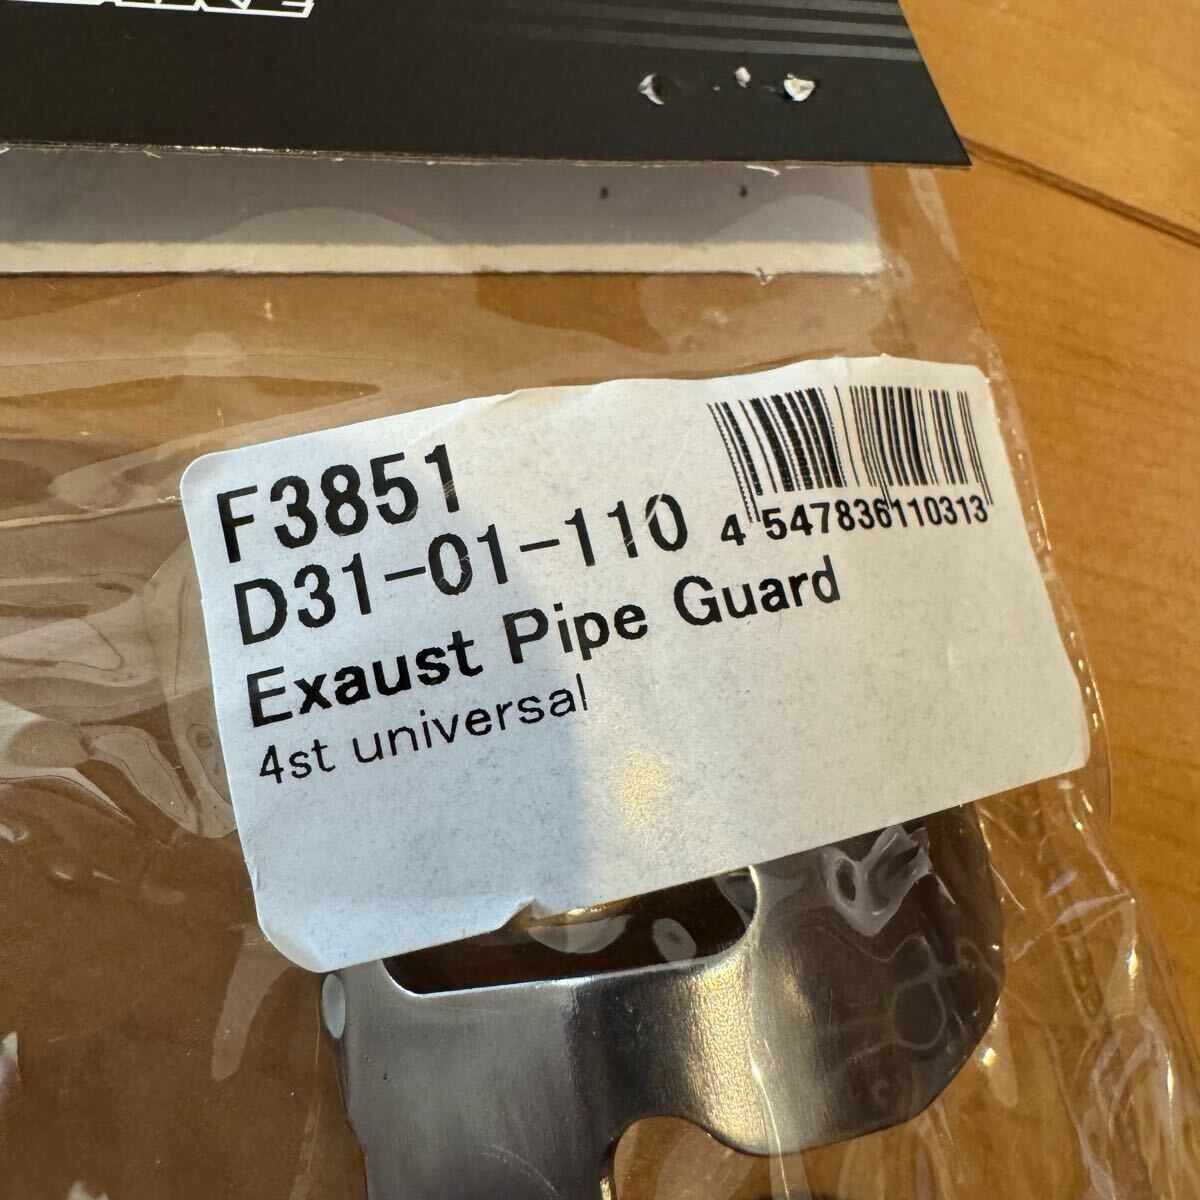 F3851
D31-01-110
Exaust Pipe Guard
4st universal
4 547836 110313